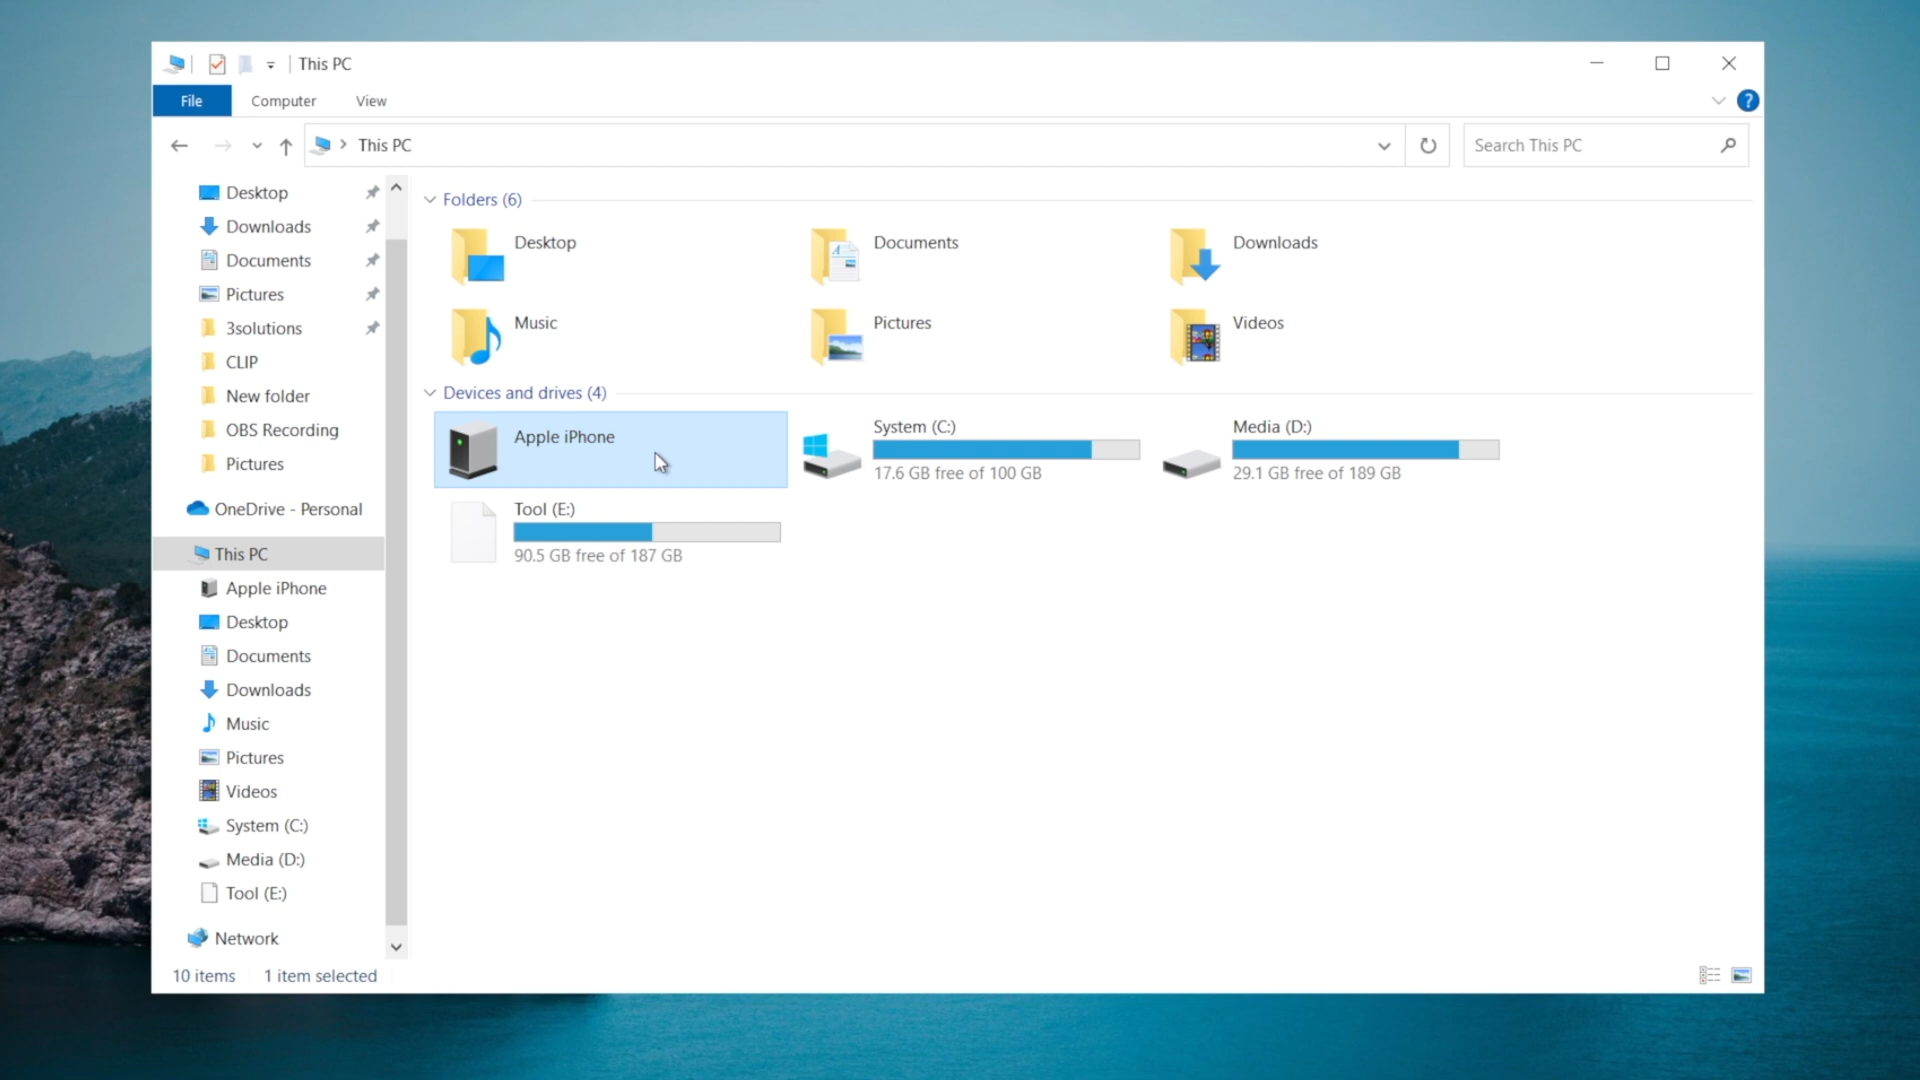 This PC
File Computer View
This PC
Search This PC
Desktop
Downloads
Documents
Pictures
3solutions
CLIP
New folder
OBS Recording
Pictures
OneDrive - Personal
This PC
Apple iPhone
Desktop
Documents
Downloads
Music
Pictures
Videos
System (C:)
Media (D:)
Tool (E:)
Network
Folders (6)
Desktop
Documents
Downloads
Music
Pictures
Videos
Devices and drives (4)
Apple iPhone
System (C:)
17.6 GB free of 100 GB
Media (D:)
29.1 GB free of 189 GB
Tool (E:)
90.5 GB free of 187 GB
10 items 1 item selected